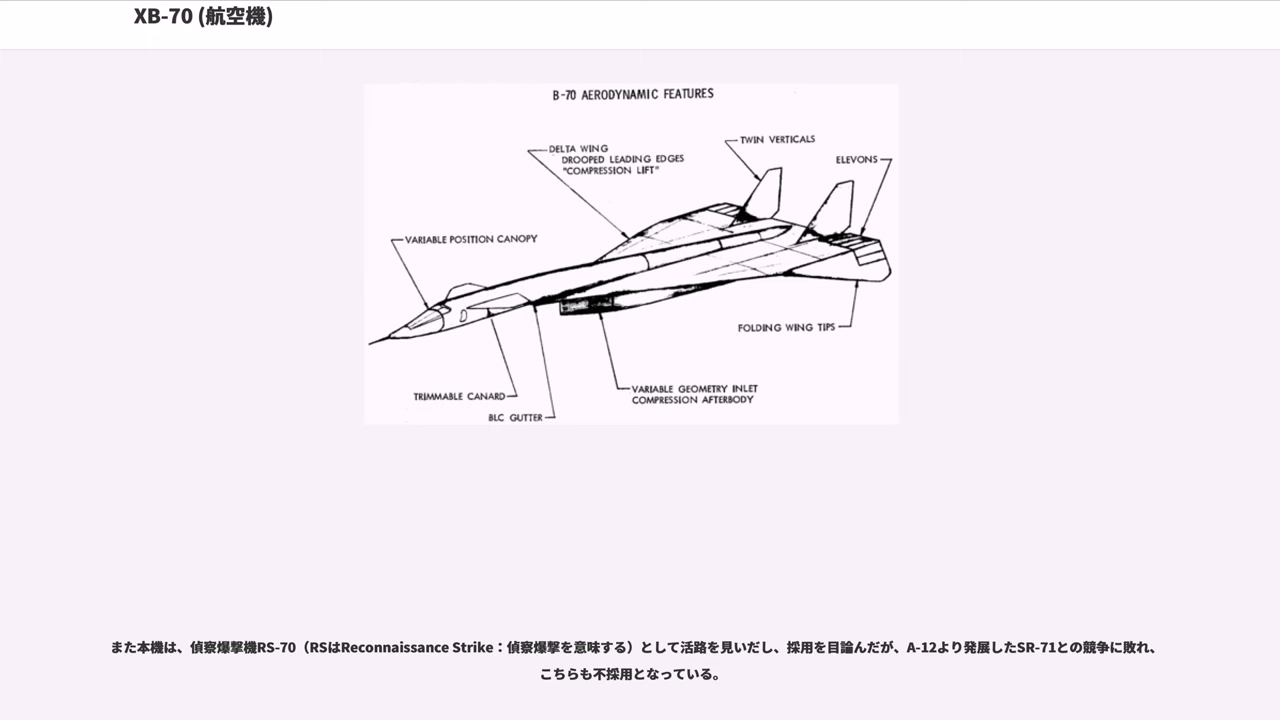 XB-70 (航空機)
B-70 AERODYNAMIC FEATURES
TWIN VERTICALS
DELTA WING
DROOPED LEADING EDGES
"COMPRESSION LIFT"
ELEVONS
VARIABLE POSITION CANOPY
FOLDING WING TIPS
VARIABLE GEOMETRY INLET
COMPRESSION AFTERBODY
TRIMMABLE CANARD
BLC GUTTER
また本機は、偵察爆撃機RS-70（RSはReconnaissance Strike：偵察爆撃を意味する）として活路を見いだし、採用を目論んだが、A-12より発展したSR-71との競争に敗れ、
こちらも不採用となっている。